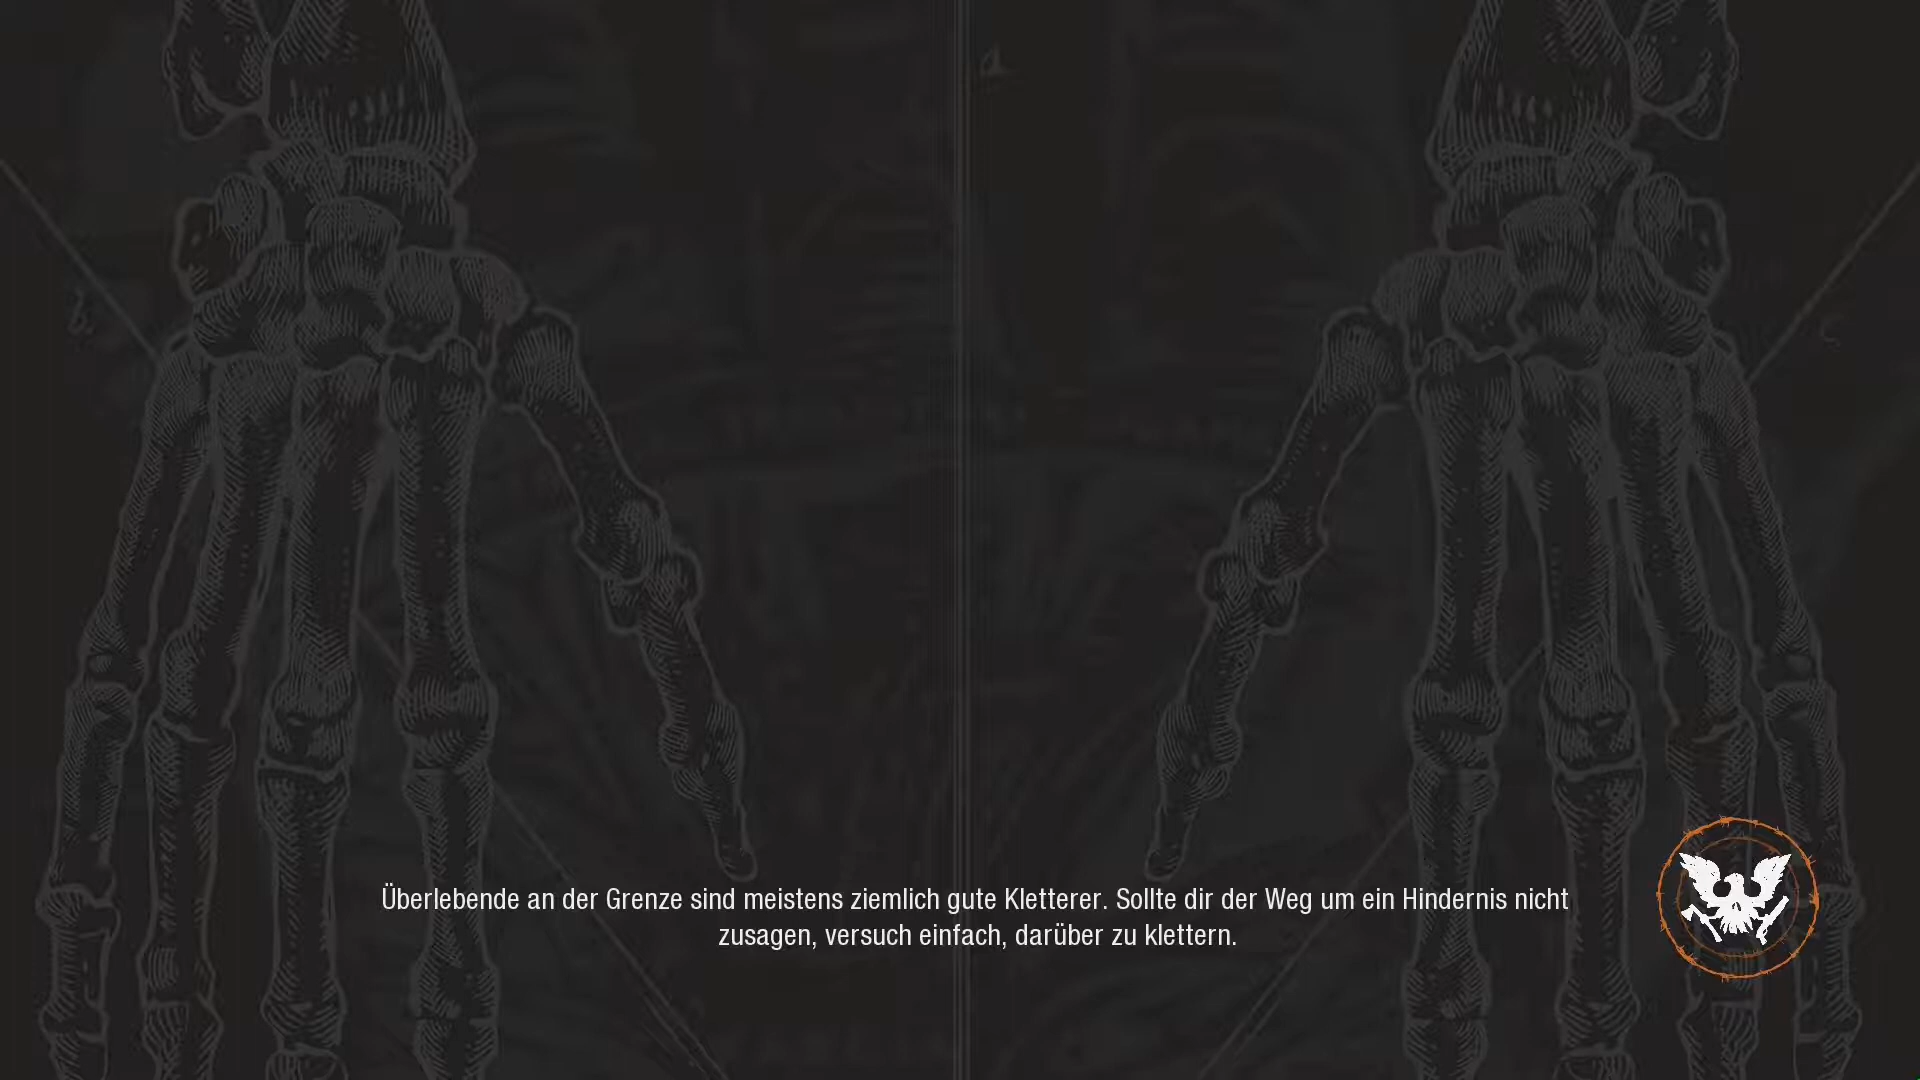 Überlebende an der Grenze sind meistens ziemlich gute Kletterer. Sollte dir der Weg um ein Hindernis nicht
zusagen, versuch einfach, darüber zu klettern.